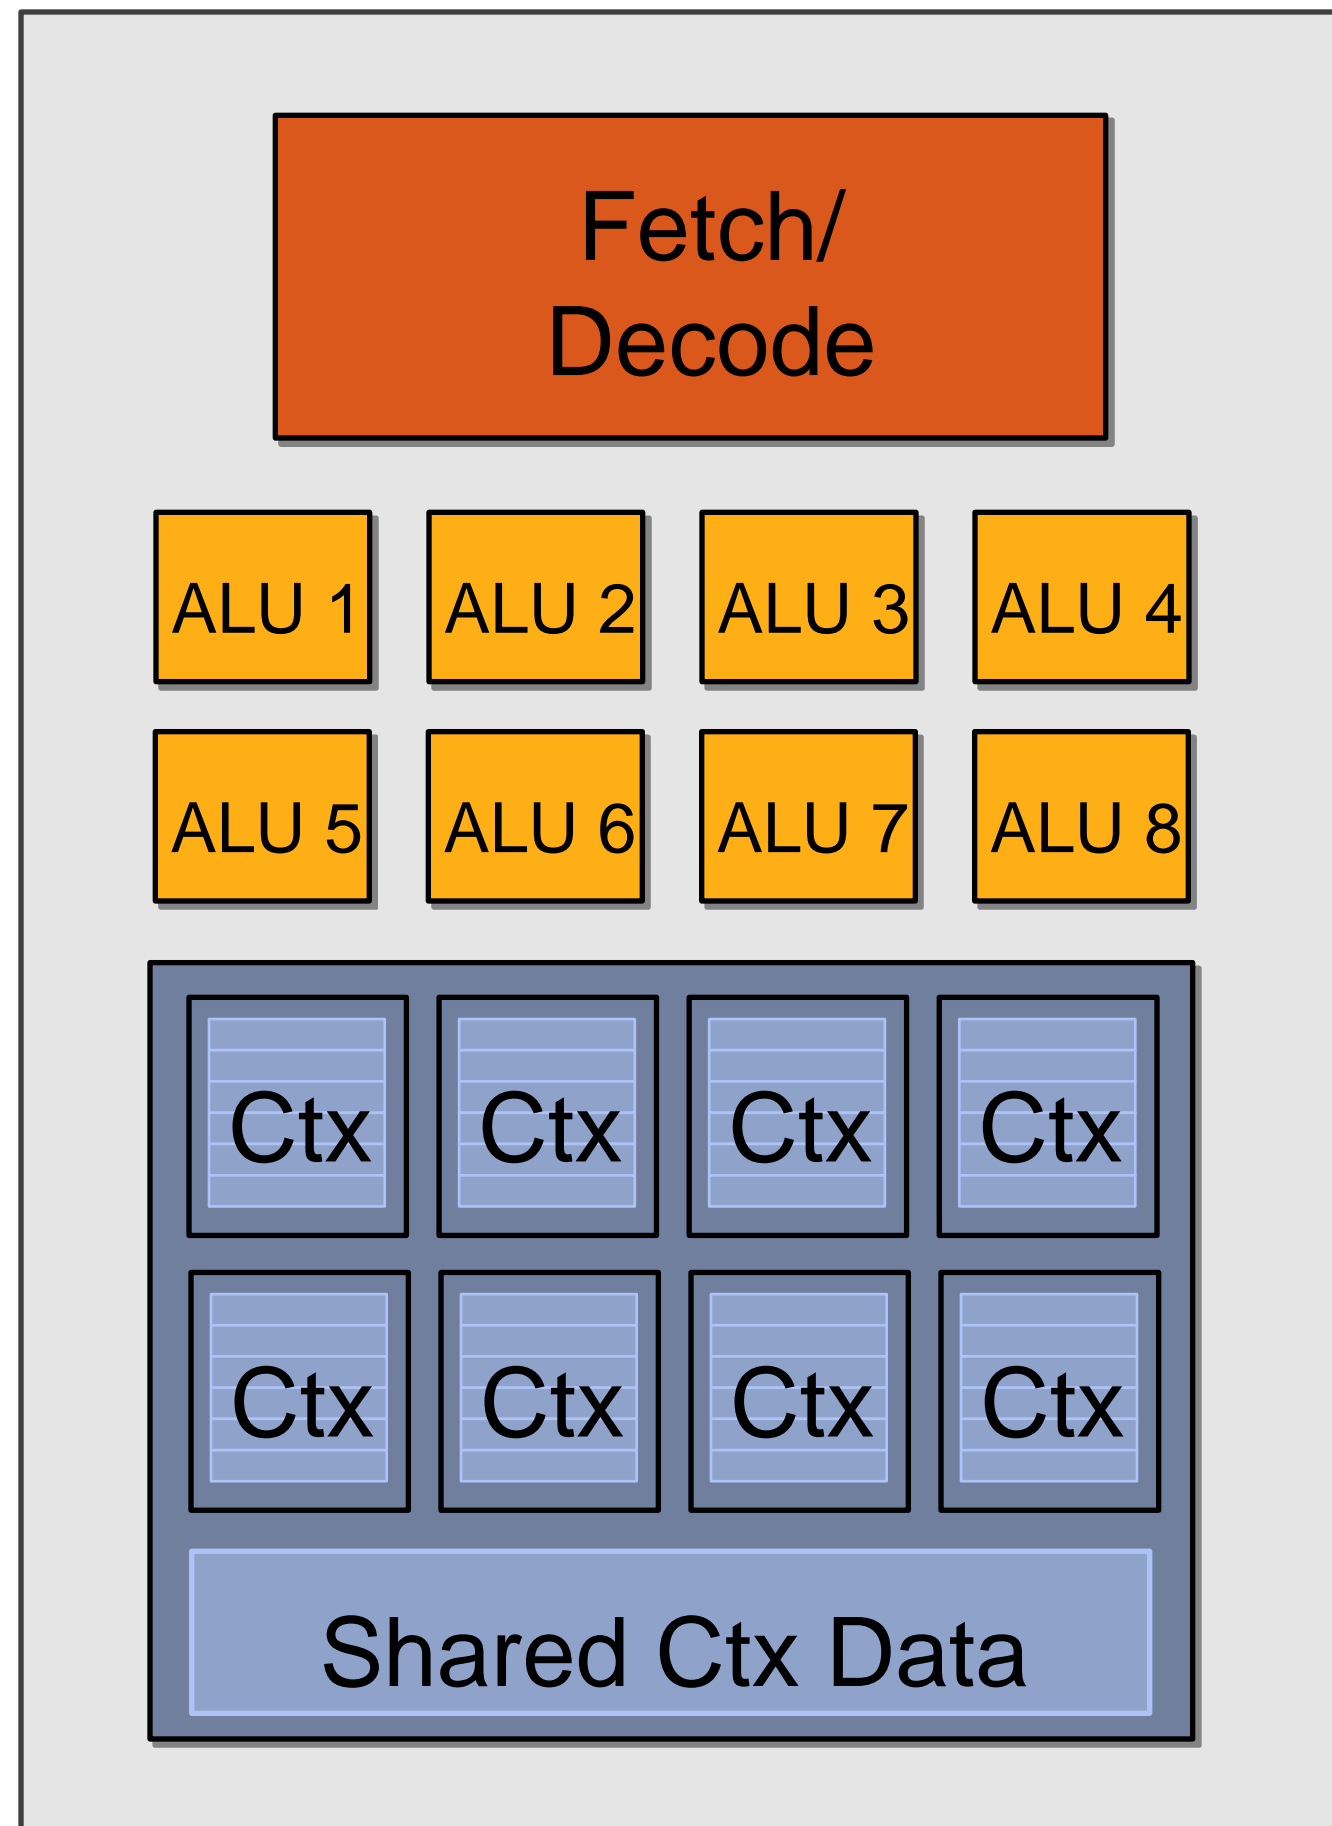 Fetch/
Decode
ALU 1 ALU 2 ALU 3 ALU 4
ALU 5 ALU 6 ALU 7 ALU 8
Ctx Ctx Ctx Ctx
Ctx Ctx Ctx Ctx
Shared Ctx Data